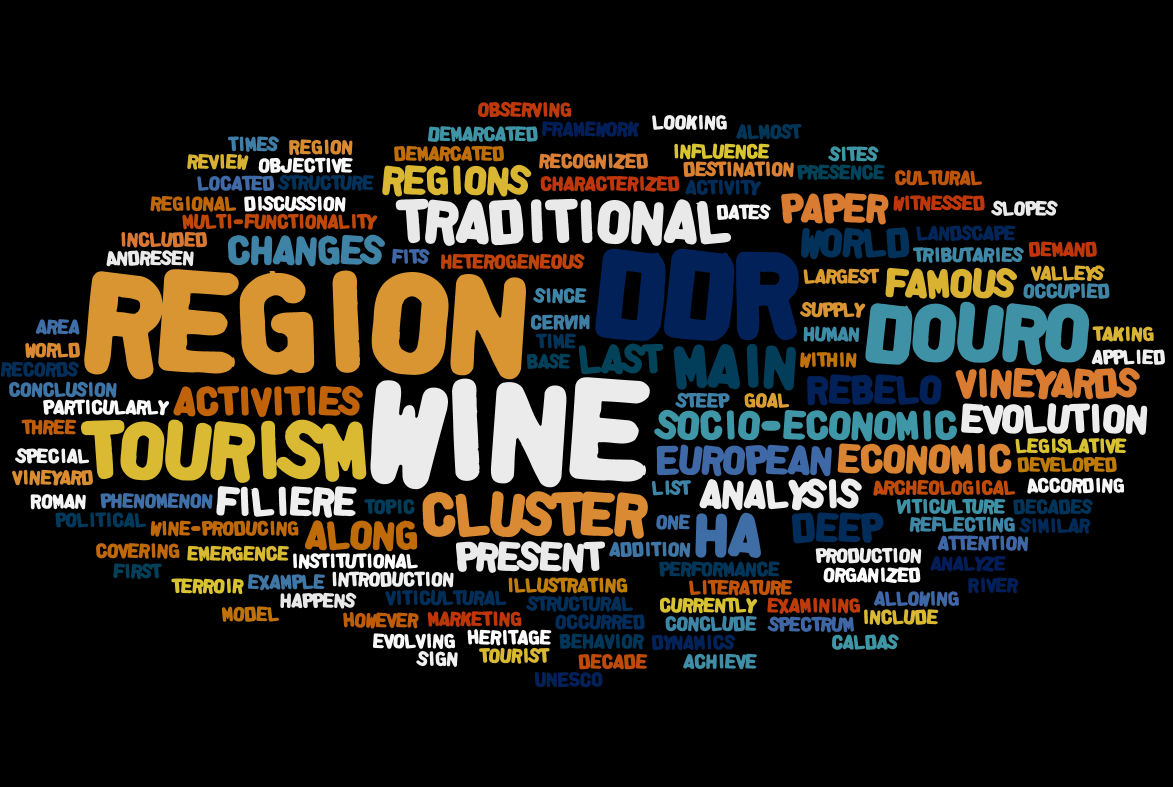 OBSERVING
LOOKING
DEMARCATED FRAMEWORK
ALMOST
TIMES REGION
DEMARCATED
RECOGNIZED
INFLUENCE
SITES
REVIEW OBJECTIVE
REGIONS
DESTINATION PRESENCE
CULTURAL
LOCATED STRUCTURE
CHARACTERIZED ACTIVITY
REGIONAL DISCUSSION
TRADITIONAL
DATES
PAPER
WITNESSED
SLOPES
MULTI-FUNCTIONALITY
INCLUDED
CHANGES
FITS
HETEROGENEOUS
WORLD
LANDSCAPE
ANDRESEN
TRIBUTARIES DEMAND
REGION
SINCE
DDR
LARGEST
FAMOUS
VALLEYS
OCCUPIED
AREA
CERVIM
SUPPLY
DOURO
TAKING
WORLD
TIME
HUMAN
APPLIED
RECORDS
BASE
LAST
MAIN
WITHIN
CONCLUSION
WINE
REBELO
VINEYARDS
PARTICULARLY
ACTIVITIES
STEEP GOAL
THREE
TOURISM
SOCIO-ECONOMIC
EVOLUTION
SPECIAL
EUROPEAN
ECONOMIC
LEGISLATIVE
VINEYARD
DEVELOPED
ROMAN
PHENOMENON
FILIERE
TOPIC
CLUSTER
LIST
ANALYSIS
ARCHEOLOGICAL
ACCORDING
POLITICAL
WINE-PRODUCING
ALONG
ONE
HA
DEEP
VITICULTURE DECADES
REFLECTING SIMILAR
COVERING
EMERGENCE
INSTITUTIONAL
PRESENT
ADDITION
PRODUCTION
ATTENTION
FIRST
PERFORMANCE
ORGANIZED
ANALYZE
TERROIR
EXAMPLE
INTRODUCTION
ILLUSTRATING
LITERATURE
RIVER
HAPPENS
VITICULTURAL
STRUCTURAL
CURRENTLY
EXAMINING
ALLOWING
MODEL
HOWEVER
MARKETING
OCCURRED
CONCLUDE
SPECTRUM
INCLUDE
EVOLVING
HERITAGE
BEHAVIOR
DYNAMICS
CALDAS
SIGN
TOURIST
DECADE
ACHIEVE
UNESCO